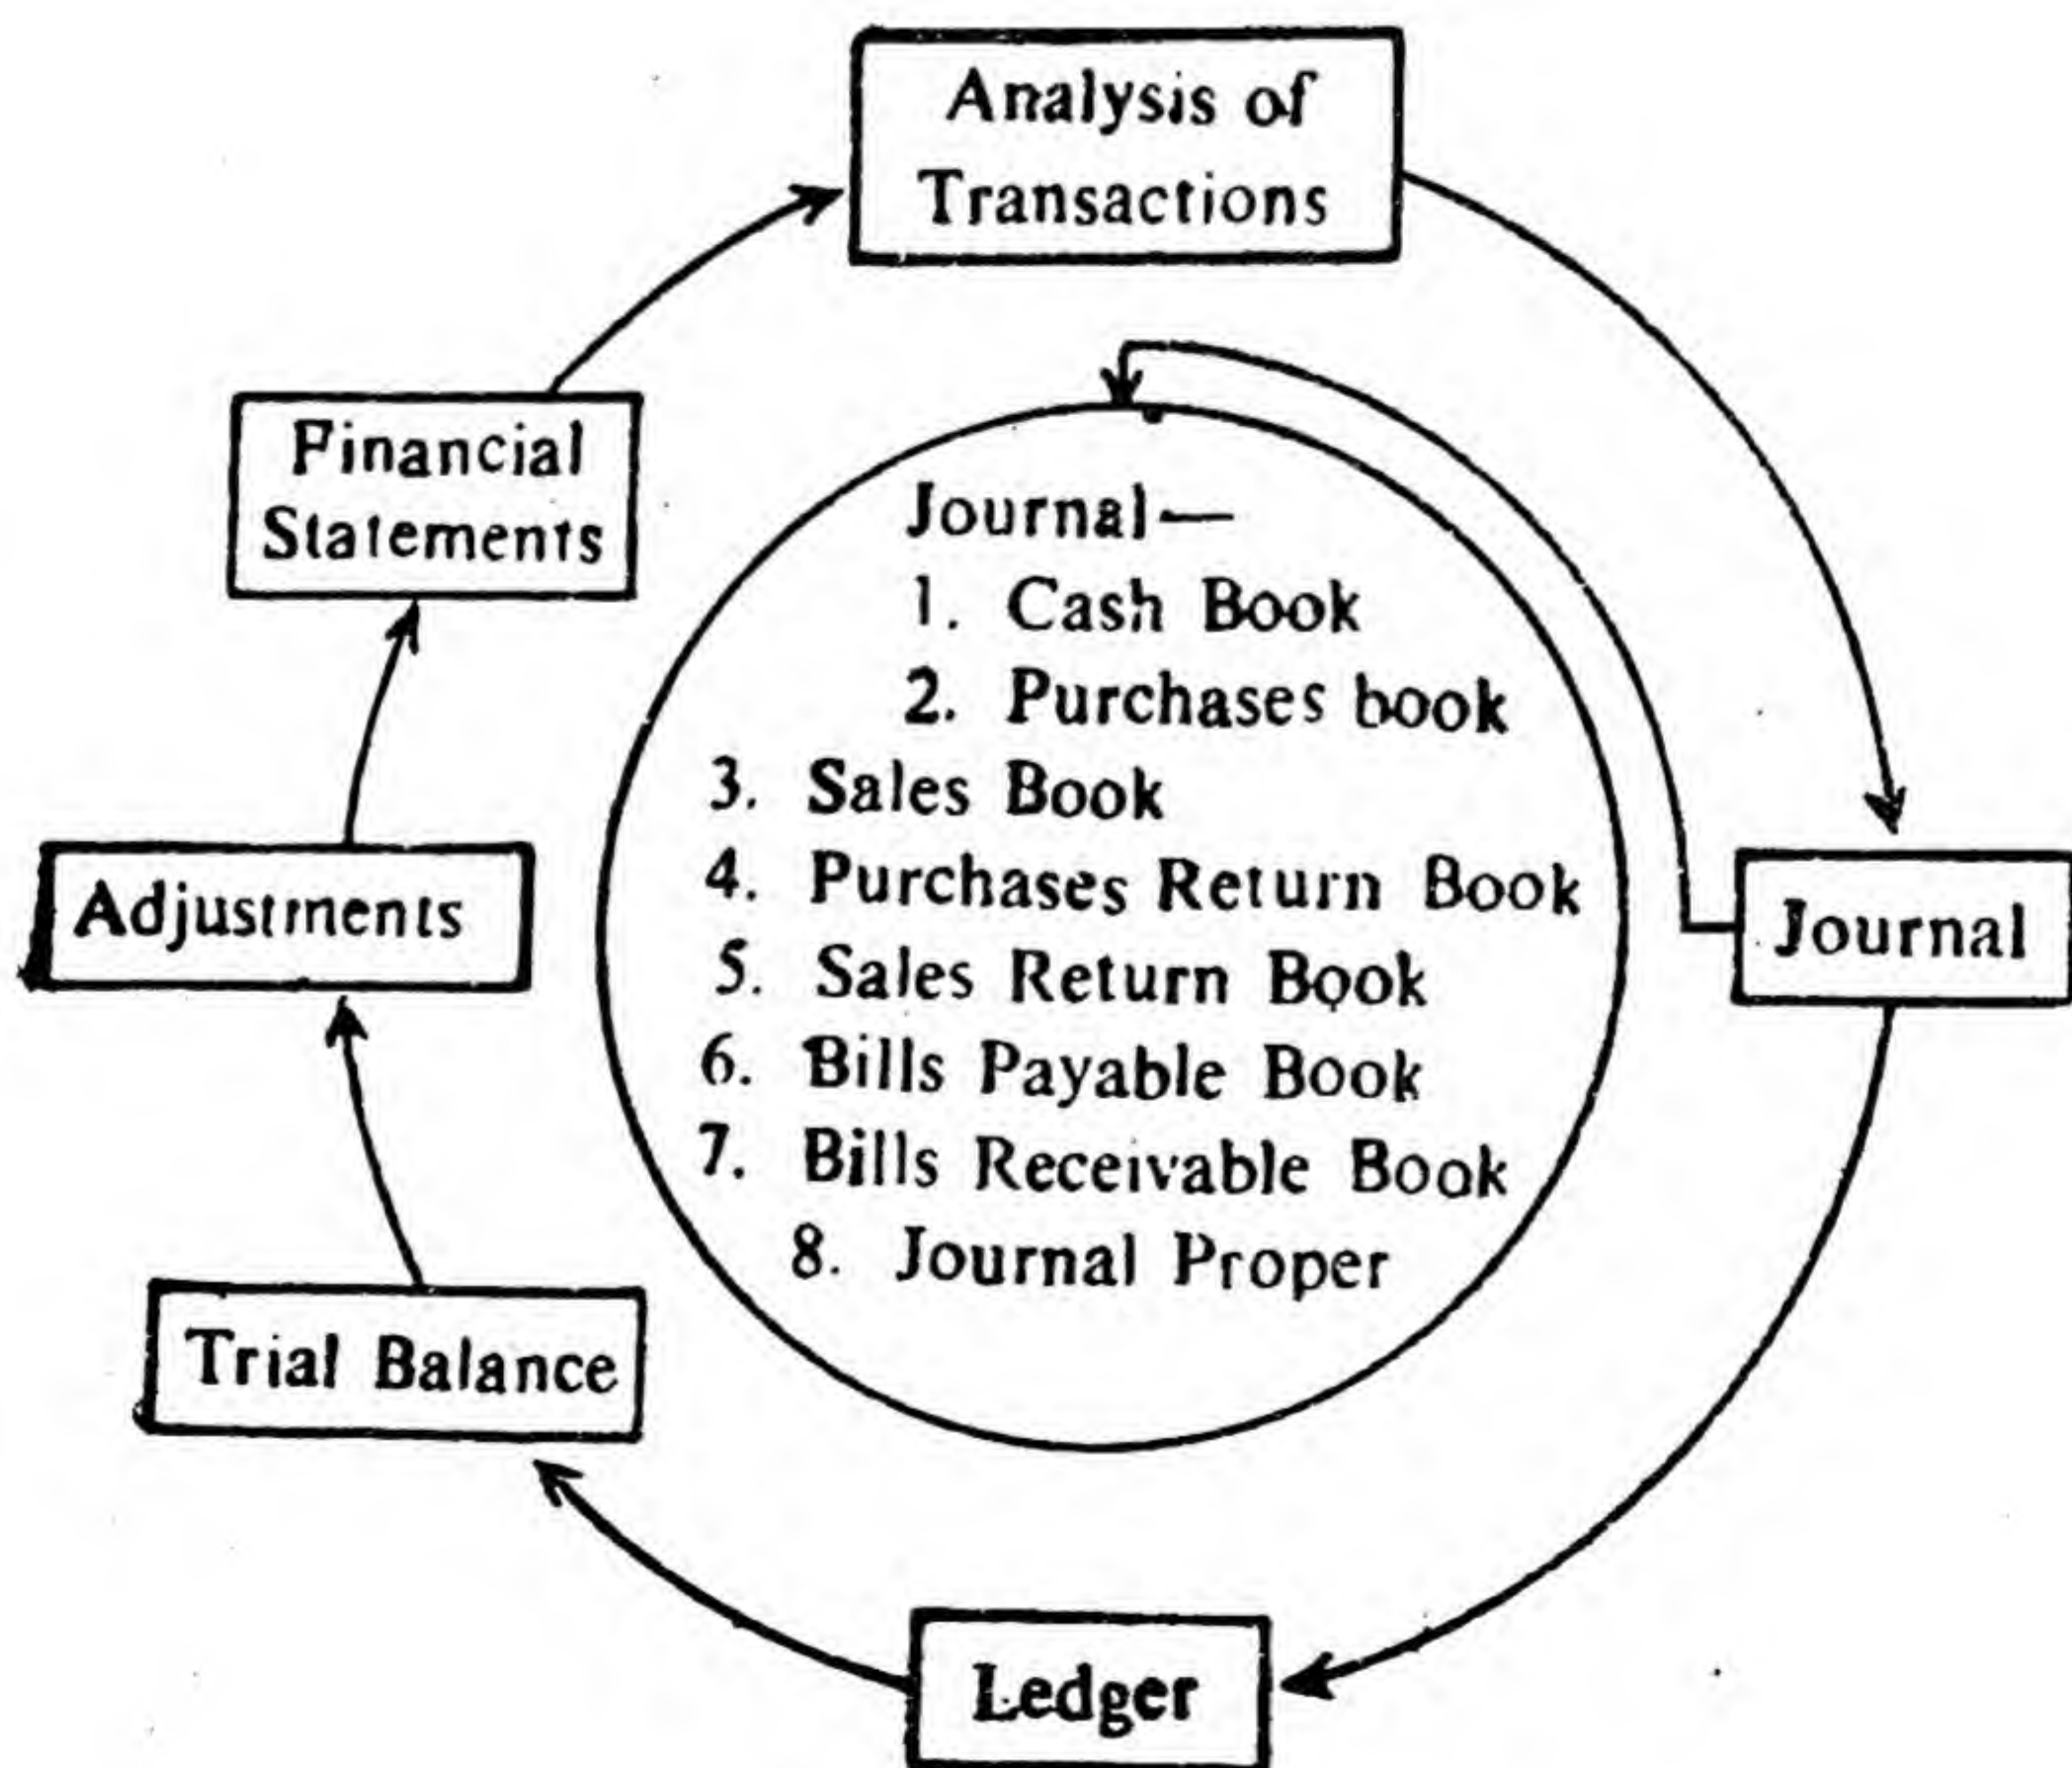 Analysis of
Transactions
Financial
Statements
Journal—
1. Cash Book
2. Purchases book
3. Sales Book
4. Purchases Return Book
5. Sales Return Book
6. Bills Payable Book
7. Bills Receivable Book
8. Journal Proper
Adjustments
Journal
Trial Balance
Ledger